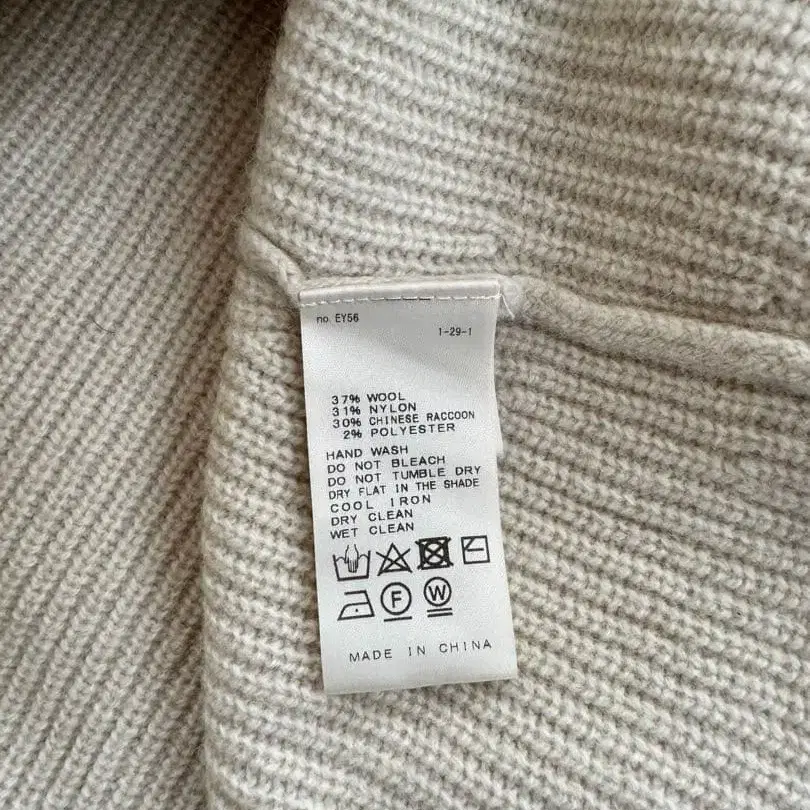 no. EY56
1-29-1
37% WOOL
31% NYLON
30% CHINESE RACCOON
2% POLYESTER
HAND WASH
DO NOT BLEACH
DO NOT TUMBLE DRY
DRY FLAT IN THE SHADE
COOL IRON
DRY CLEAN
WET CLEAN
F W
MADE IN CHINA